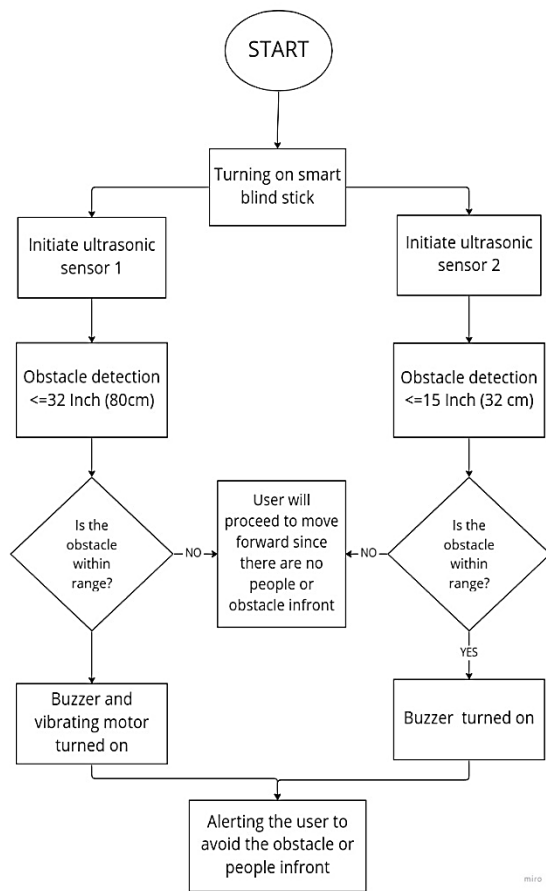 START
Turning on smart
blind stick
Initiate ultrasonic
sensor 1
Initiate ultrasonic
sensor 2
Obstacle detection
<=32 Inch (80cm)
Obstacle detection
<=15 Inch (32 cm)
Is the
obstacle
within
range?
NO
User will
proceed to move
forward since
there are no
people or
obstacle infront
NO
Is the
obstacle
within
range?
YES
Buzzer and
vibrating motor
turned on
Buzzer turned on
Alerting the user to
avoid the obstacle or
people infront
miro